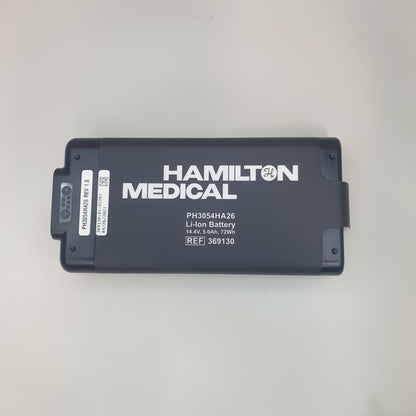 HAMILTON
MEDICAL
PH3054HA26
Li-Ion Battery
14.4V, 5.0Ah, 72Wh
REF 369130
PH3054HA26 REV 1.0